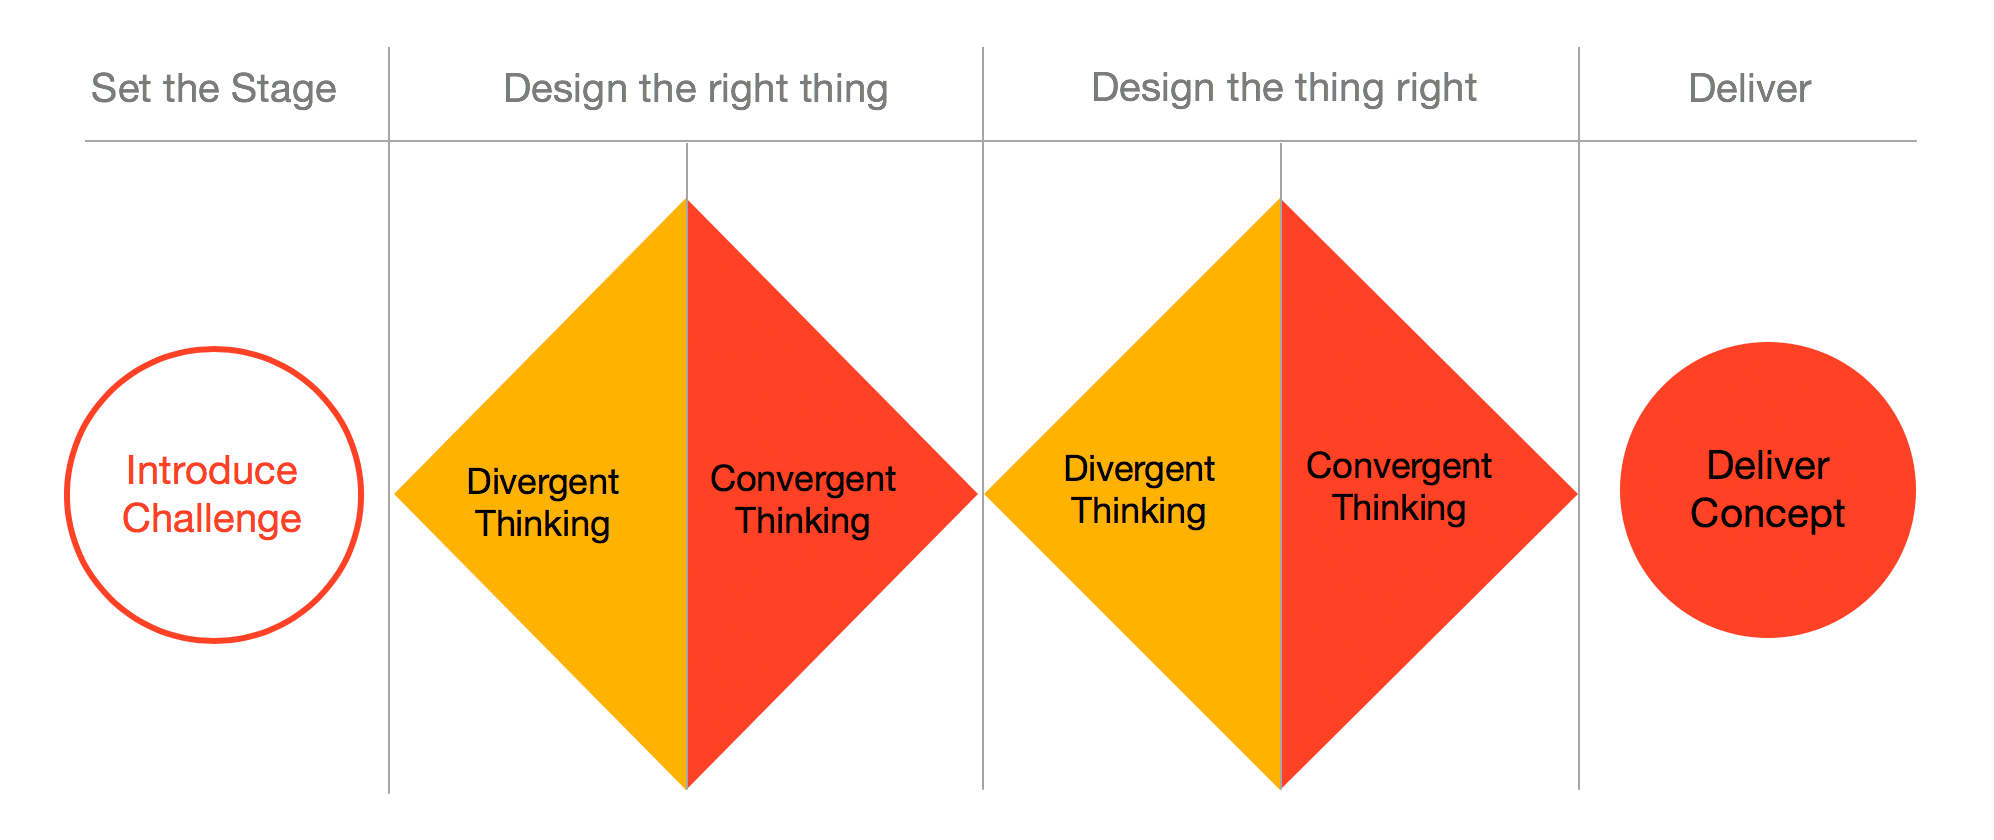 Set the Stage
Design the right thing
Design the thing right
Deliver
Introduce
Challenge
Divergent
Thinking
Convergent
Thinking
Divergent
Thinking
Convergent
Thinking
Deliver
Concept